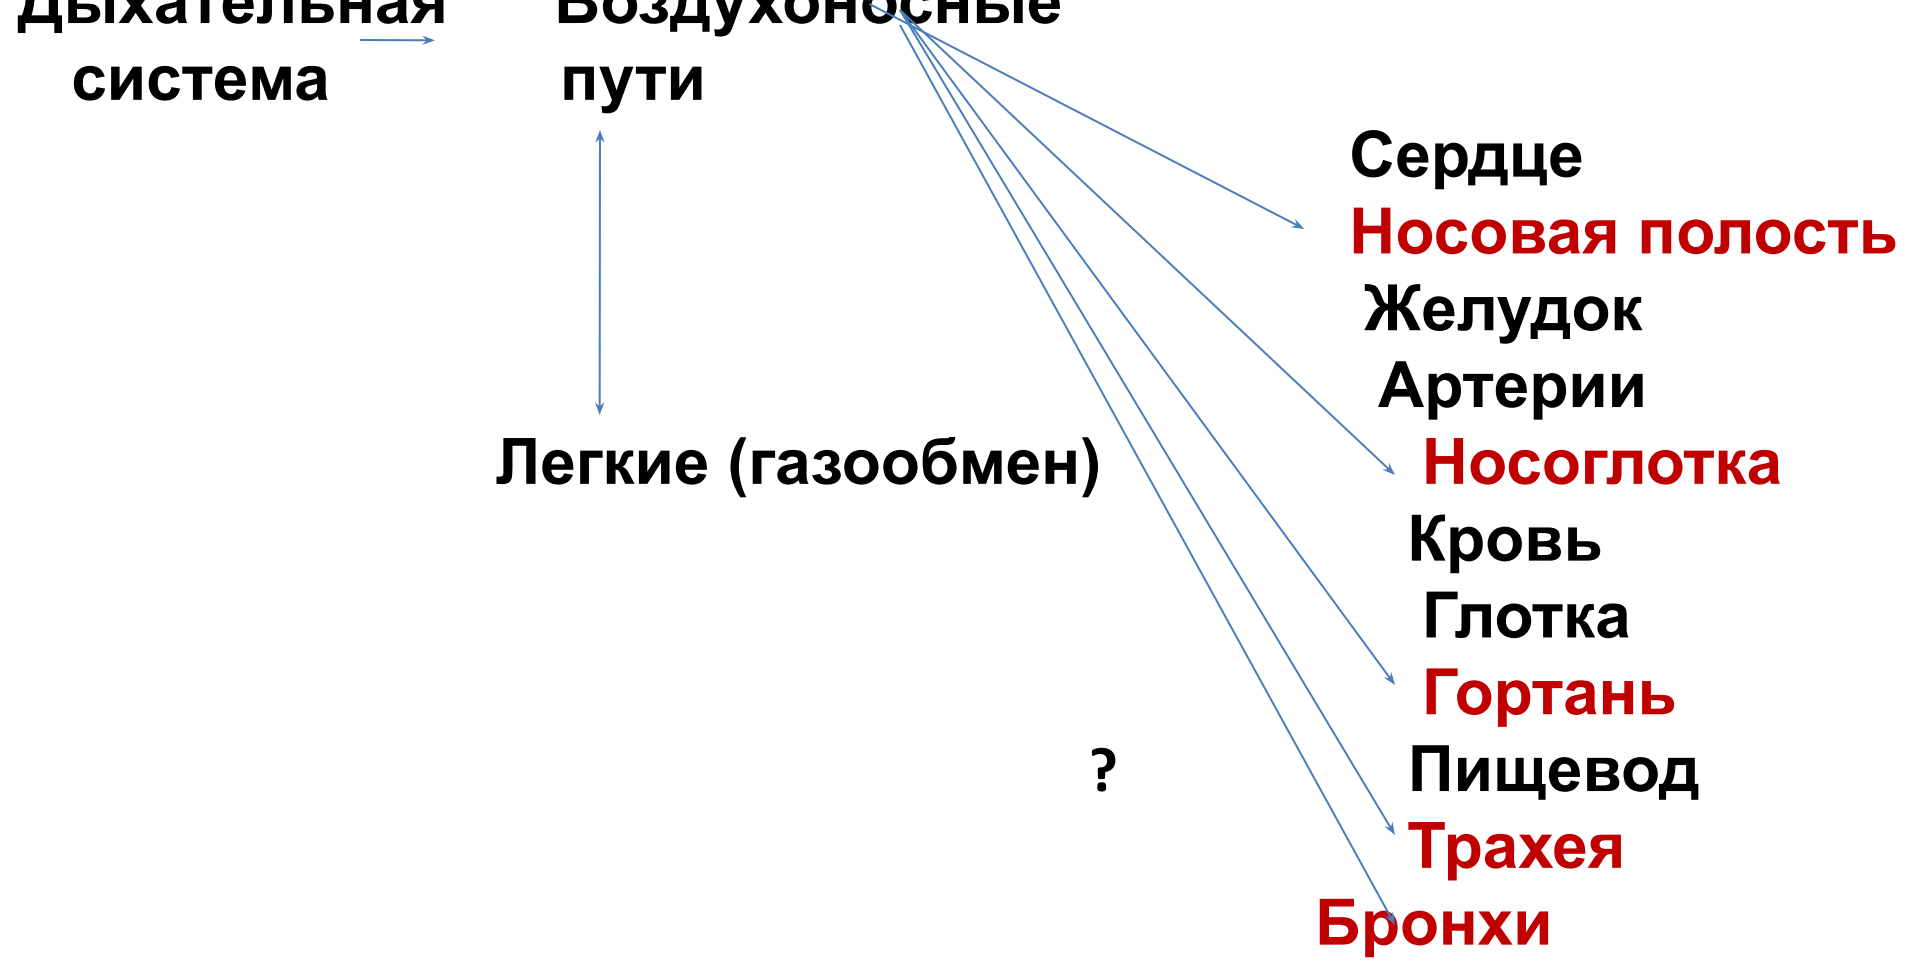 Дыхательная Воздухоносные
система пути
Сердце
Носовая полость
Желудок
Артерии
Легкие (газообмен) Носоглотка
Кровь
Глотка
Гортань
? Пищевод
Трахея
Бронхи